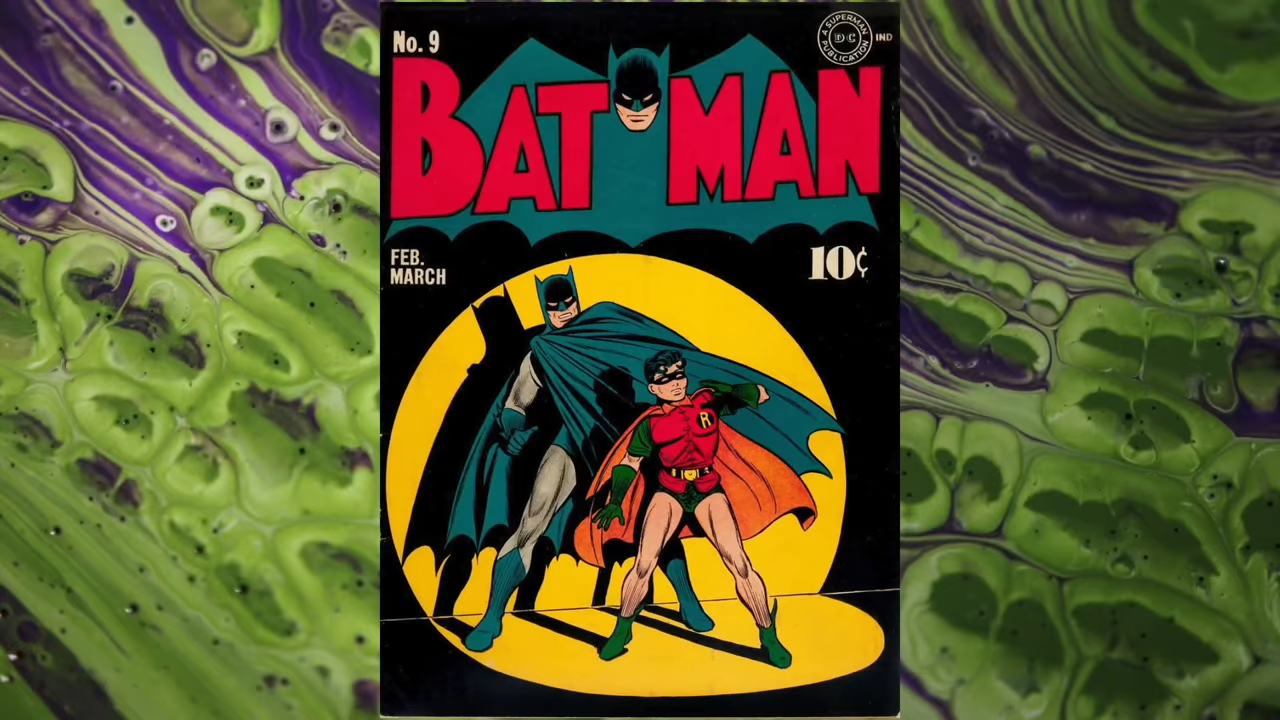 No. 9
A SUPERMAN
DC
PUBLICATION
IND
BATMAN
FEB.
MARCH
10¢
R